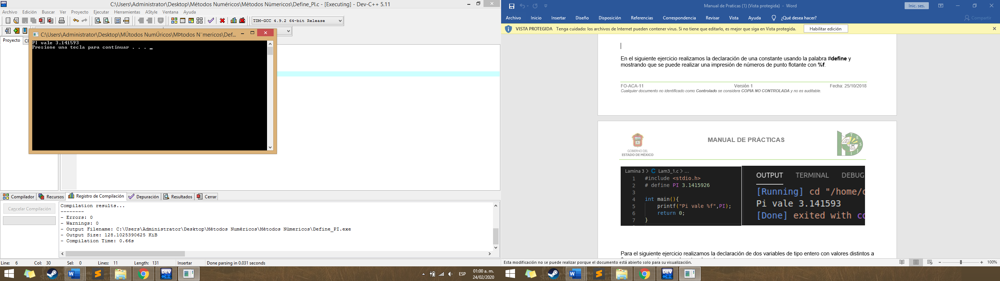 C:\Users\Administrator\Desktop\Métodos Numéricos\Mètodos Nùmericos\Define_PI.c - [Executing] - Dev-C++ 5.11
Archivo Edición Buscar Ver Proyecto Ejecutar Herramientas AStyle Ventana Ayuda
TDM-GCC 4.9.2 64-bit Release
Proyecto
C:\Users\Administrator\Desktop\MÚtodos NumÚricos\MÞtodos N¨mericos\Def...
PI vale 3.141593
Presione una tecla para continuar . . . _
Compilador Recursos Registro de Compilación Depuración Resultados Cerrar
Cancelar Compilación
Compilation results...
--------
- Errors: 0
- Warnings: 0
- Output Filename: C:\Users\Administrator\Desktop\Métodos Numéricos\Mètodos Nùmericos\Define_PI.exe
- Output Size: 128.1025390625 KiB
- Compilation Time: 0.66s
Line: 6 Col: 30 Sel: 0 Lines: 11 Length: 131 Insertar Done parsing in 0.031 seconds
ESP
01:00 a. m.
24/02/2020
Manual de Praticas (1) (Vista protegida) - Word
Inic. ses.
Archivo Inicio Insertar Diseño Disposición Referencias Correspondencia Revisar Vista Ayuda ¿Qué desea hacer? Compartir
VISTA PROTEGIDA Tenga cuidado: los archivos de Internet pueden contener virus. Si no tiene que editarlo, es mejor que siga en Vista protegida. Habilitar edición
En el siguiente ejercicio realizamos la declaración de una constante usando la palabra #define y
mostrando que se puede realizar una impresión de números de punto flotante con %f.
FO-ACA-11 Versión 1 Fecha: 25/10/2018
Cualquier documento no identificado como Controlado se considera COPIA NO CONTROLADA y no es auditable.
GOBIERNO DEL
ESTADO DE MÉXICO
MANUAL DE PRÁCTICAS
Lamina 3 > C Lam3_1.c > ...
1 #include <stdio.h>
2 # define PI 3.1415926
3
4 int main(){
5 printf("Pi vale %f",PI);
6 return 0;
7 }
OUTPUT TERMINAL DEBUG
[Running] cd "/home/
Pi vale 3.141593
[Done] exited with
Para el siguiente ejercicio realizamos la declaración de dos variables de tipo entero con valores distintos a
Esta modificación no se puede realizar porque el documento está abierto solo para su visualización.
100%